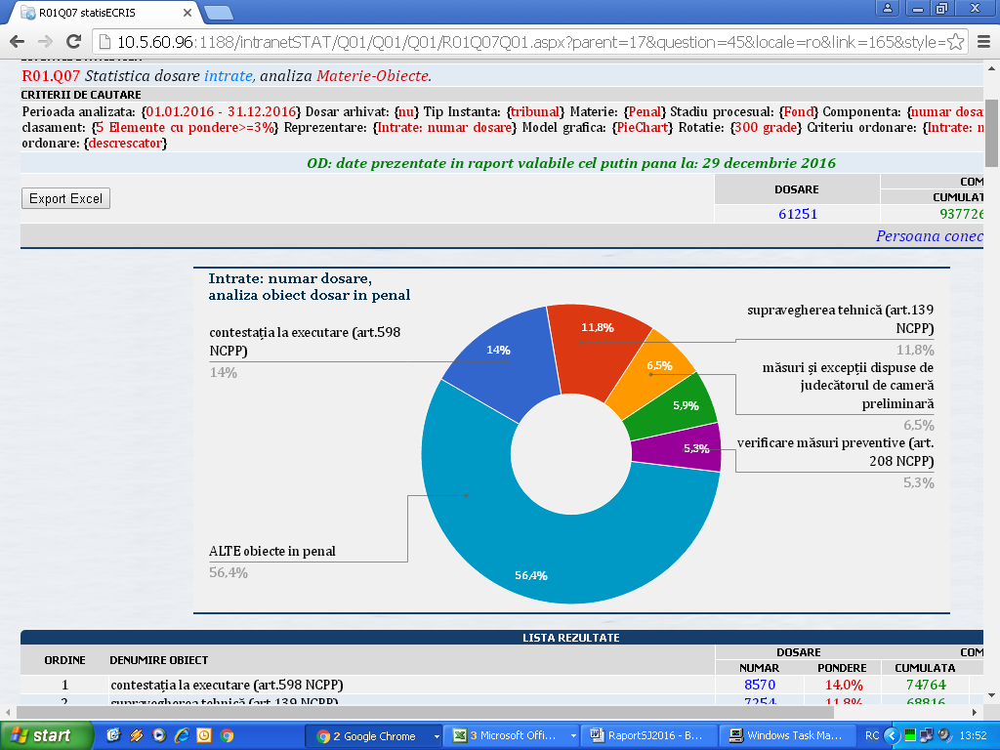 R01Q07 statisECRIS
10.5.60.96:1188/intranetSTAT/Q01/Q01/Q01/R01Q07Q01.aspx?parent=17&question=45&locale=ro&link=165&style=
R01.Q07 Statistica dosare intrate, analiza Materie-Obiecte.
CRITERII DE CAUTARE
Perioada analizata: {01.01.2016 - 31.12.2016} Dosar arhivat: {nu} Tip Instanta: {tribunal} Materie: {Penal} Stadiu procesual: {Fond} Componenta: {numar dosa
clasament: {5 Elemente cu pondere>=3%} Reprezentare: {Intrate: numar dosare} Model grafica: {PieChart} Rotatie: {300 grade} Criteriu ordonare: {Intrate: n
ordonare: {descrescator}
OD: date prezentate in raport valabile cel putin pana la: 29 decembrie 2016
Export Excel
DOSARE
COM
CUMULAT
61251
937726
Persoana conec
Intrate: numar dosare,
analiza obiect dosar in penal
contestația la executare (art.598
NCPP)
14%
supravegherea tehnică (art.139
NCPP)
11,8%
măsuri și excepții dispuse de
judecătorul de cameră
preliminară
6,5%
verificare măsuri preventive (art.
208 NCPP)
5,3%
ALTE obiecte in penal
56,4%
14%
11,8%
6,5%
5,9%
5,3%
56,4%
LISTA REZULTATE
ORDINE DENUMIRE OBIECT DOSARE COM
NUMAR PONDERE CUMULATA
1 contestația la executare (art.598 NCPP) 8570 14.0% 74764
2 supravegherea tehnică (art.139 NCPP) 7254 11.8% 68816
start 2 Google Chrome 3 Microsoft Offi... RaportSJ2016 - B... Windows Task Ma... RC 13:52